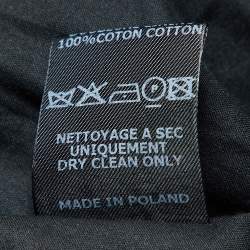 100%COTON COTTON
NETTOYAGE A SEC
UNIQUEMENT
DRY CLEAN ONLY
MADE IN POLAND